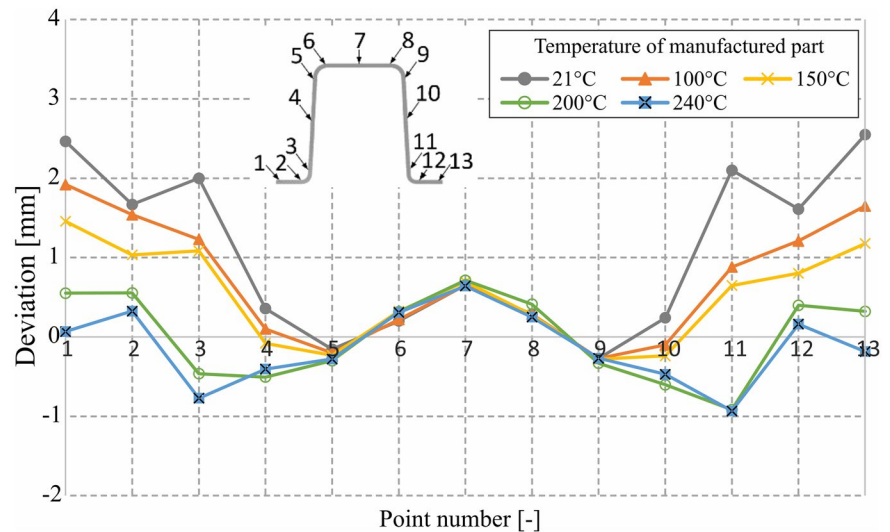 4
3
2
1
0
-1
-2
Deviation [mm]
1 2 3 4 5 6 7 8 9 10 11 12 13
Point number [-]
1 2 3 4 5 6 7 8 9 10 11 12 13
Temperature of manufactured part
21°C 100°C 150°C
200°C 240°C